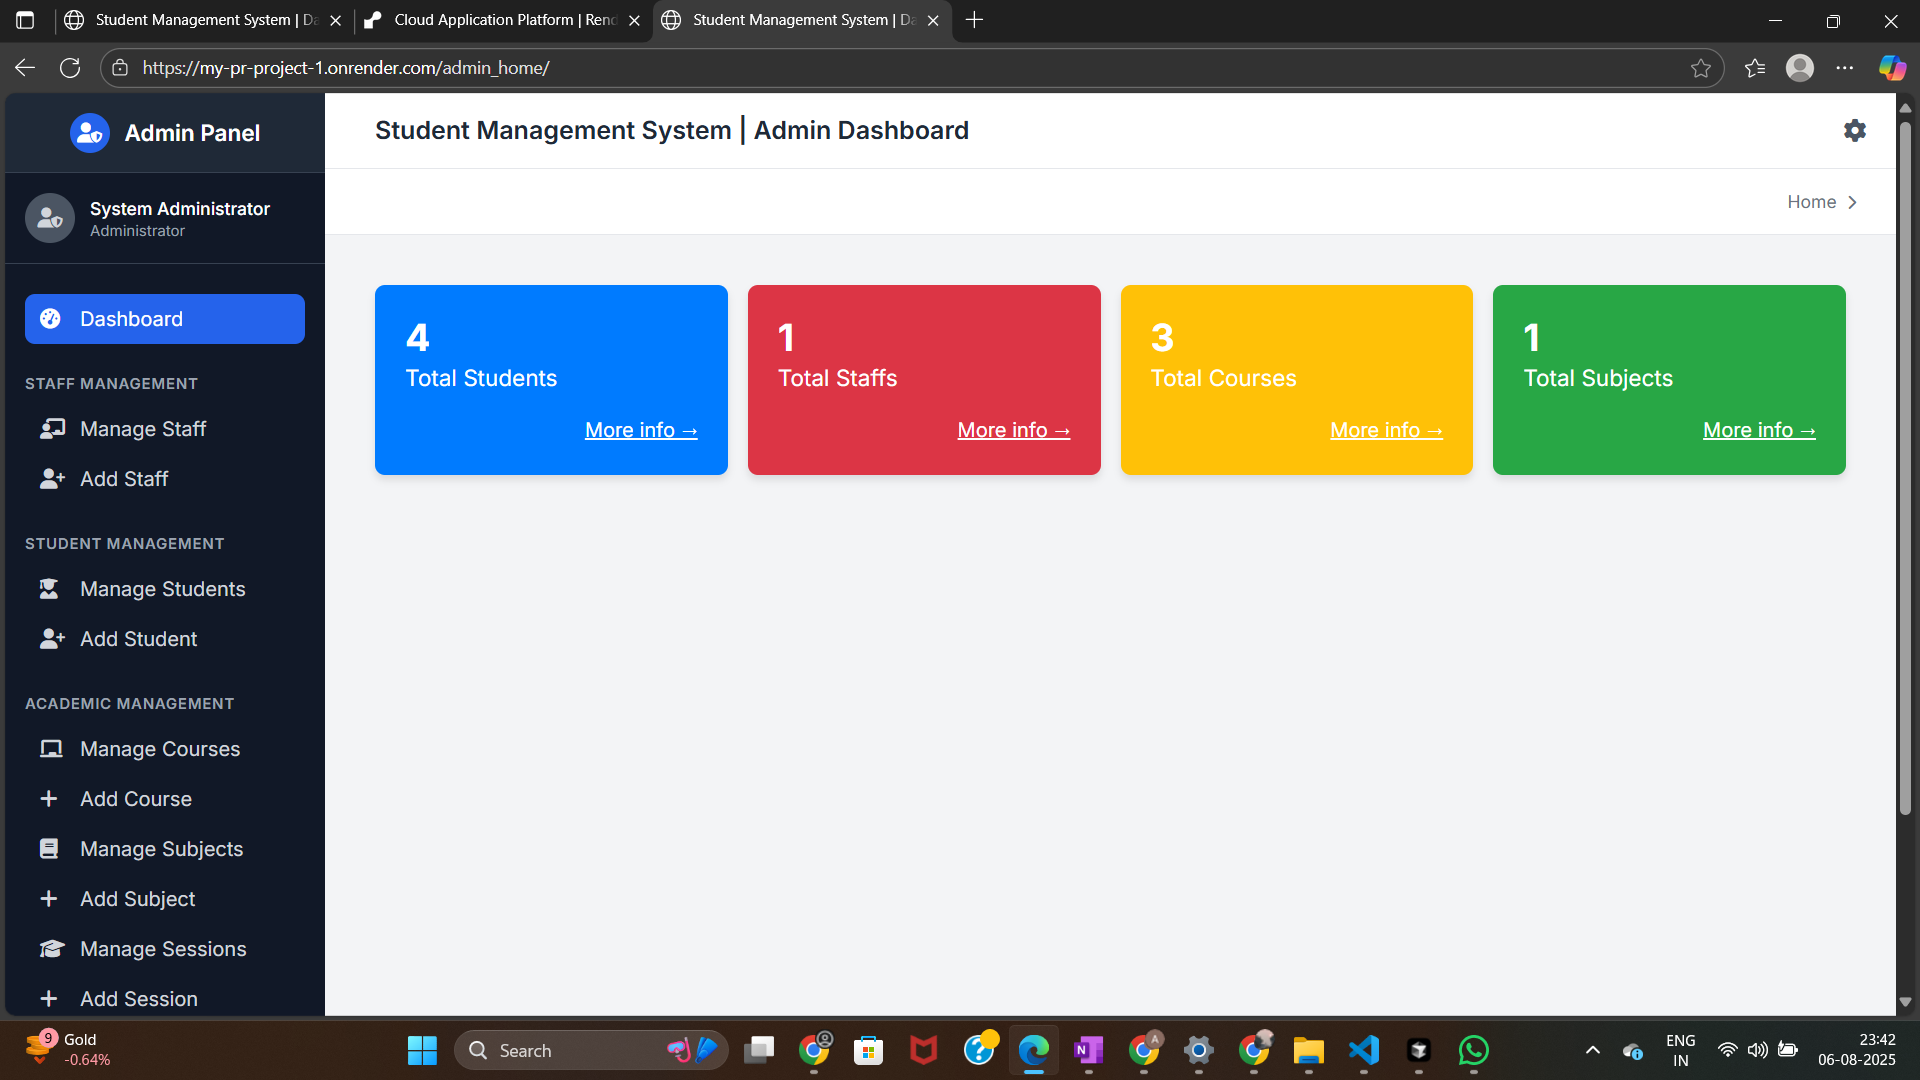 Student Management System | Da
Cloud Application Platform | Rend
Student Management System | Da
https://my-pr-project-1.onrender.com/admin_home/
Admin Panel
System Administrator
Administrator
Dashboard
STAFF MANAGEMENT
Manage Staff
Add Staff
STUDENT MANAGEMENT
Manage Students
Add Student
ACADEMIC MANAGEMENT
Manage Courses
Add Course
Manage Subjects
Add Subject
Manage Sessions
Add Session
Student Management System | Admin Dashboard
Home >
4
Total Students
More info →
1
Total Staffs
More info →
3
Total Courses
More info →
1
Total Subjects
More info →
9
Gold
-0.64%
Search
A
ENG
IN
23:42
06-08-2025